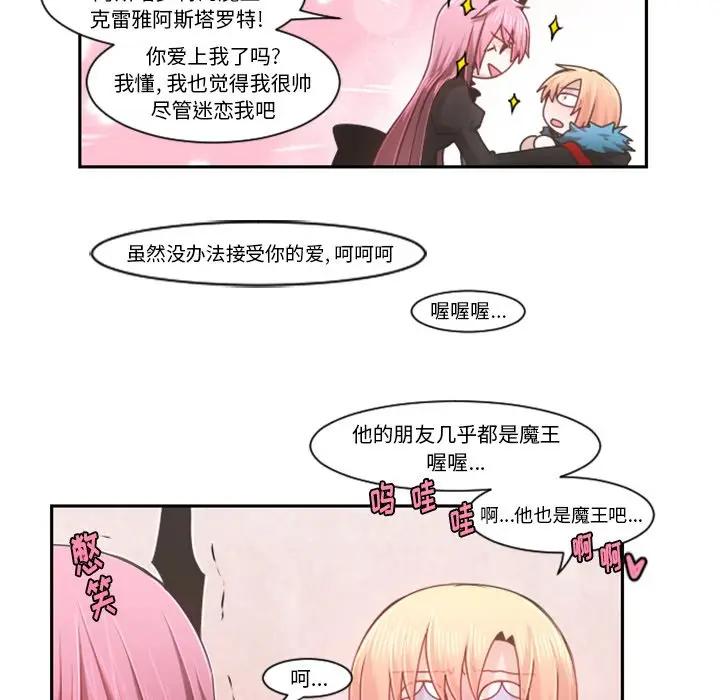 克雷雅阿斯塔罗特!
你爱上我了吗?
我懂, 我也觉得我很帅
尽管迷恋我吧
虽然没办法接受你的爱, 呵呵呵
喔喔喔...
他的朋友几乎都是魔王
喔喔...
呜 哇 哇
啊...他也是魔王吧...
啊 啊
憋笑
呵...